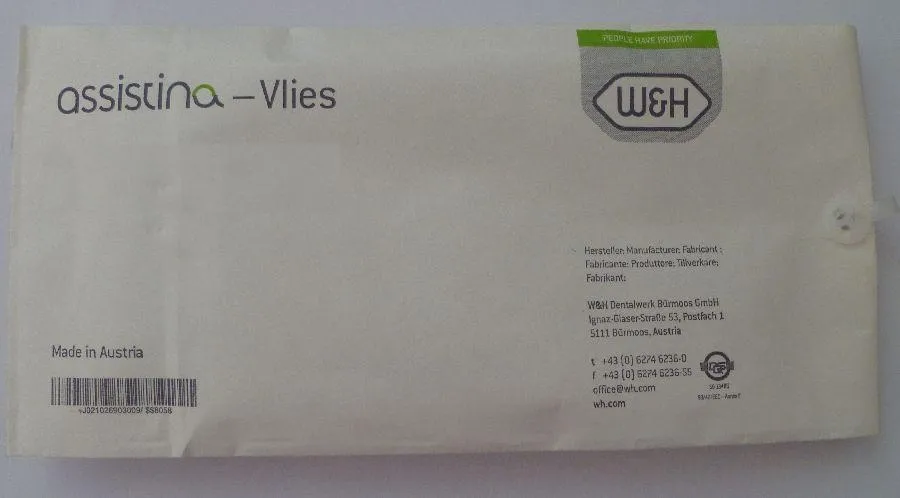 PEOPLE HAVE PRIORITY
assistina – Vlies
W&H
Hersteller: Manufacturer: Fabricant :
Fabricante: Produttore: Tillverkare:
Fabrikant:
W&H Dentalwerk Bürmoos GmbH
Ignaz-Glaser-Straße 53, Postfach 1
5111 Bürmoos, Austria
Made in Austria
t +43 (0) 6274 6236-0
f +43 (0) 6274 6236-55
office@wh.com
wh.com